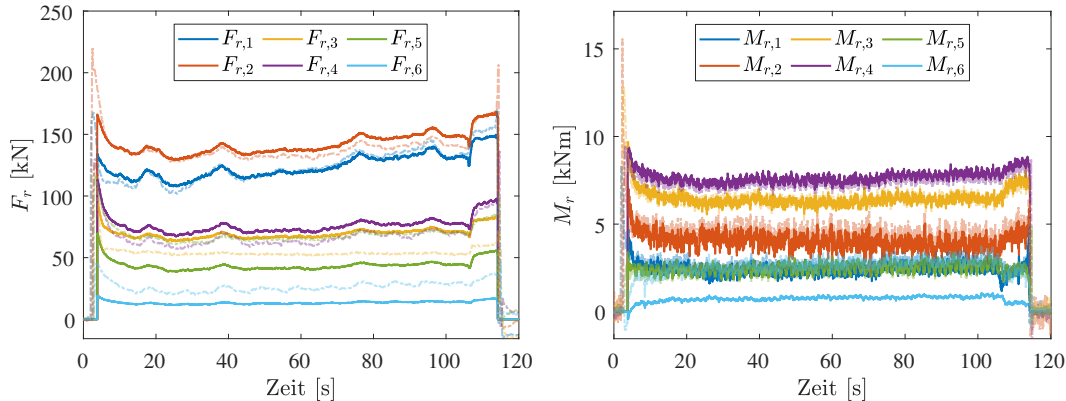 250
200
150
100
50
0
F_r [kN]
F_{r,1} F_{r,3} F_{r,5}
F_{r,2} F_{r,4} F_{r,6}
0 20 40 60 80 100 120
Zeit [s]
15
10
5
0
M_r [kNm]
M_{r,1} M_{r,3} M_{r,5}
M_{r,2} M_{r,4} M_{r,6}
0 20 40 60 80 100 120
Zeit [s]